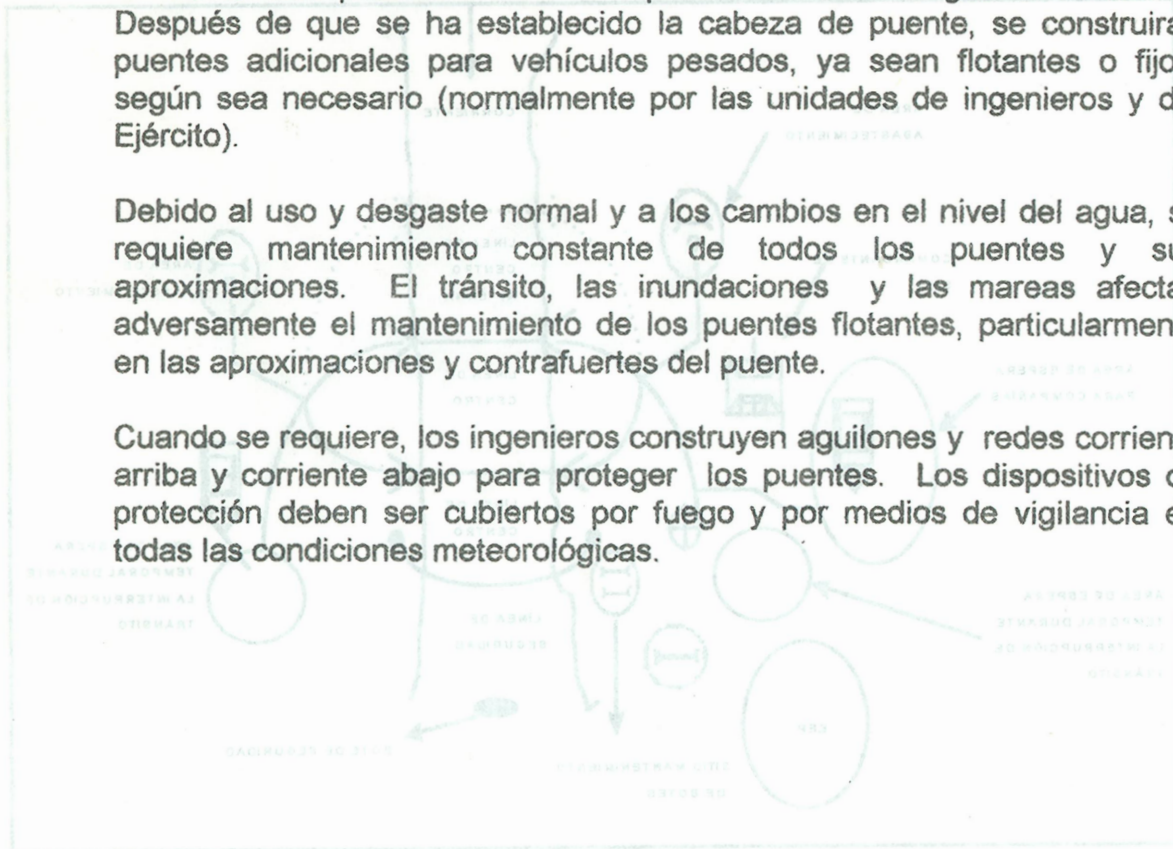 Después de que se ha establecido la cabeza de puente, se construirá
puentes adicionales para vehículos pesados, ya sean flotantes o fijo
según sea necesario (normalmente por las unidades de ingenieros y d
Ejército).
Debido al uso y desgaste normal y a los cambios en el nivel del agua, s
requiere mantenimiento constante de todos los puentes y su
aproximaciones. El tránsito, las inundaciones y las mareas afecta
adversamente el mantenimiento de los puentes flotantes, particularment
en las aproximaciones y contrafuertes del puente.
Cuando se requiere, los ingenieros construyen aguilones y redes corrient
arriba y corriente abajo para proteger los puentes. Los dispositivos d
protección deben ser cubiertos por fuego y por medios de vigilancia e
todas las condiciones meteorológicas.